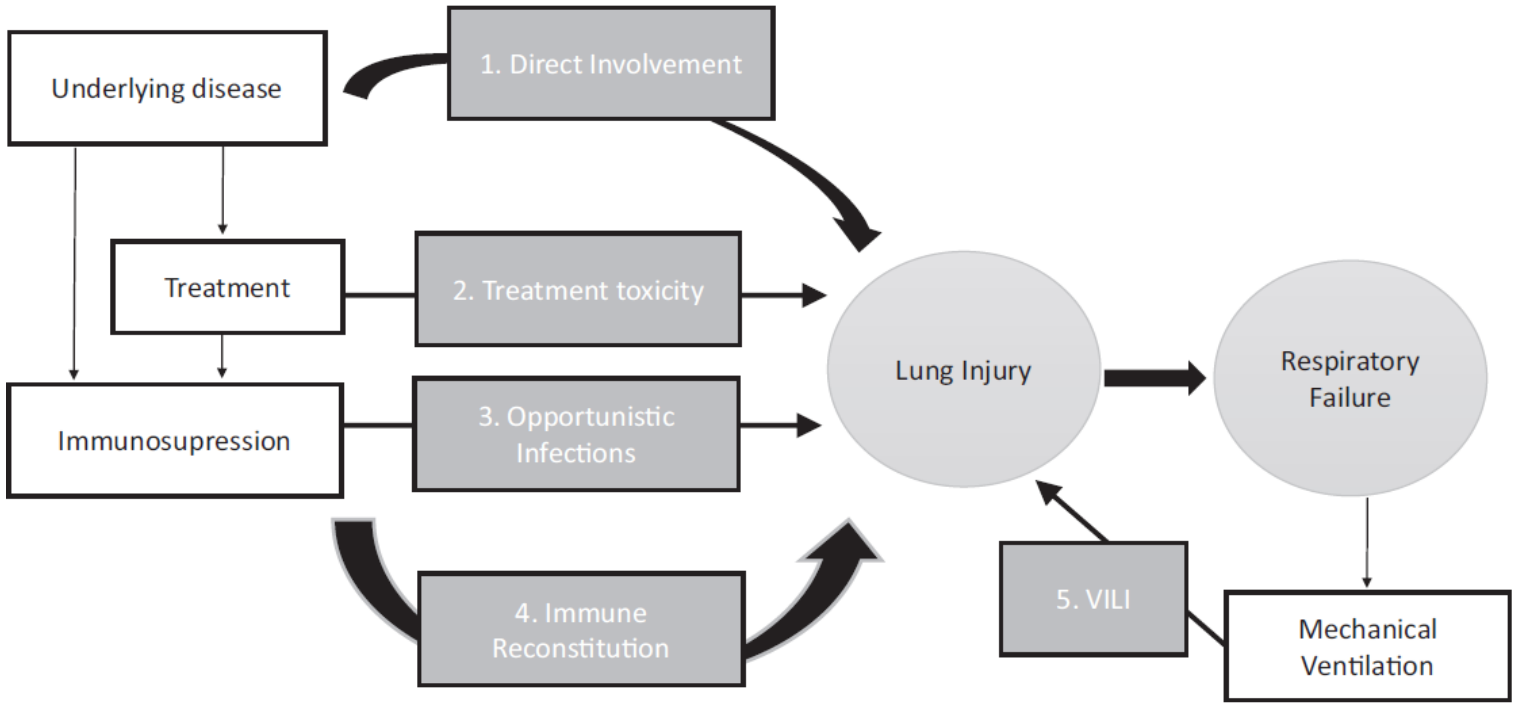 1. Direct Involvement
Underlying disease
Treatment
2. Treatment toxicity
Lung Injury
Respiratory
Failure
Immunosupression
3. Opportunistic
Infections
4. Immune
Reconstitution
5. VILI
Mechanical
Ventilation